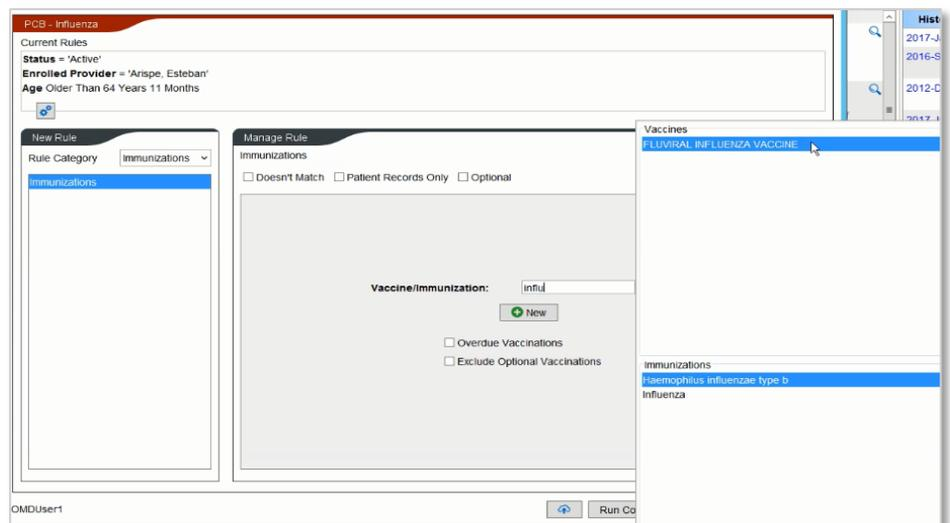 PCB - Influenza
Current Rules
Status = 'Active'
Enrolled Provider = 'Arispe, Esteban'
Age Older Than 64 Years 11 Months
New Rule
Rule Category
Immunizations
Immunizations
Manage Rule
Immunizations
Doesn't Match Patient Records Only Optional
Vaccine/Immunization: influ
New
Overdue Vaccinations
Exclude Optional Vaccinations
Vaccines
FLUVIRAL INFLUENZA VACCINE
Immunizations
Haemophilus influenzae type b
Influenza
Hist
2017-J
2016-S
2012-D
OMDUser1
Run Co